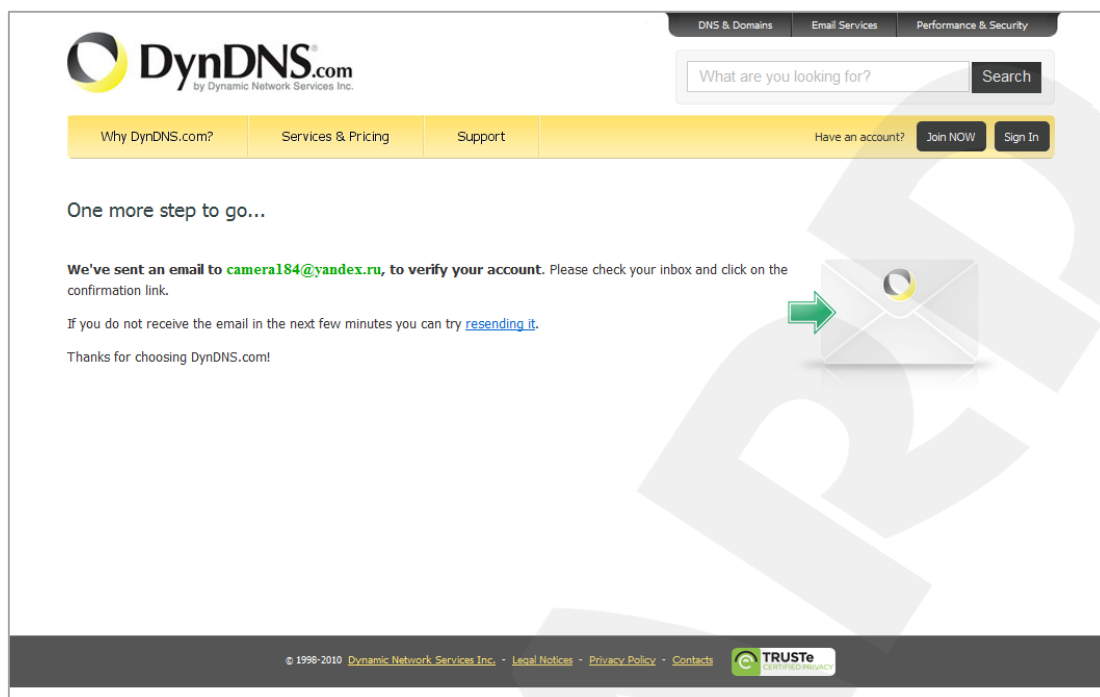 DNS & Domains
Email Services
Performance & Security
DynDNS.com
by Dynamic Network Services Inc.
What are you looking for?
Search
Why DynDNS.com?
Services & Pricing
Support
Have an account?
Join NOW
Sign In
One more step to go...
We've sent an email to camera184@yandex.ru, to verify your account. Please check your inbox and click on the
confirmation link.
If you do not receive the email in the next few minutes you can try resending it.
Thanks for choosing DynDNS.com!
© 1998-2010 Dynamic Network Services Inc. - Legal Notices - Privacy Policy - Contacts
TRUSTe
CERTIFIED PRIVACY